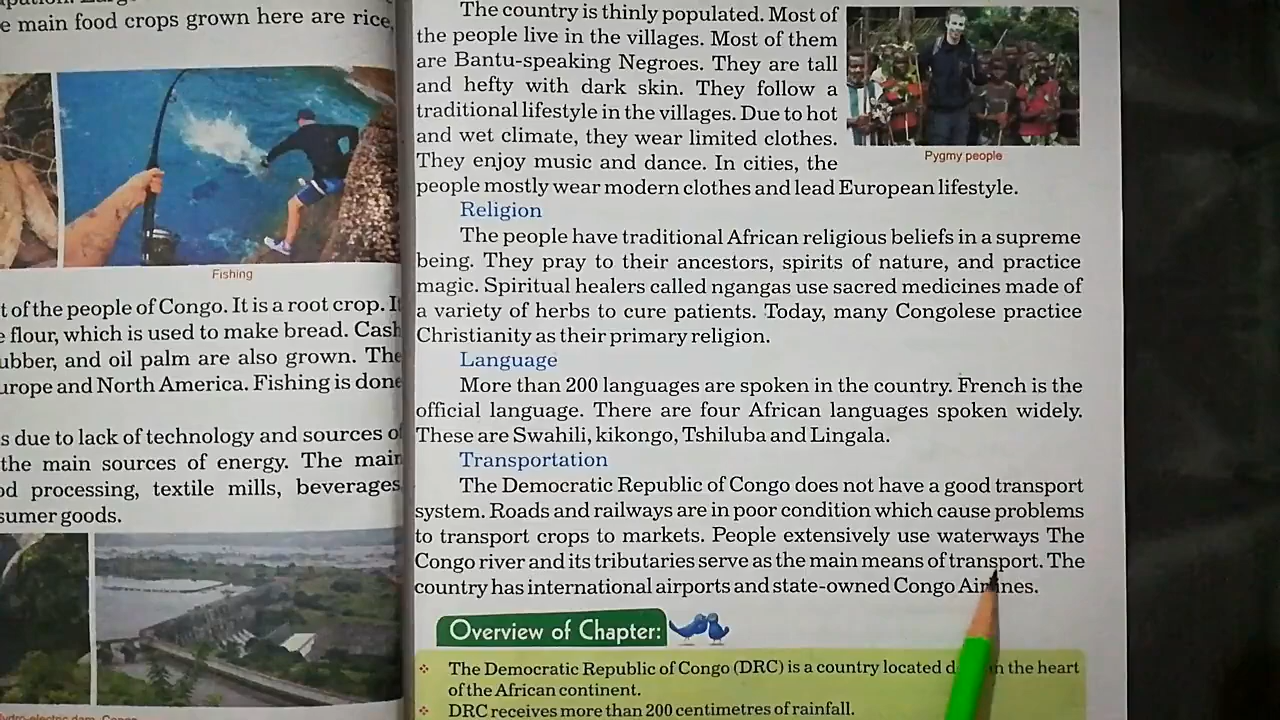 e main food crops grown here are rice,
Fishing
t of the people of Congo. It is a root crop. It
e flour, which is used to make bread. Cash
ubber, and oil palm are also grown. The
urope and North America. Fishing is done
s due to lack of technology and sources of
the main sources of energy. The main
od processing, textile mills, beverages
sumer goods.
The country is thinly populated. Most of
the people live in the villages. Most of them
are Bantu-speaking Negroes. They are tall
and hefty with dark skin. They follow a
traditional lifestyle in the villages. Due to hot
and wet climate, they wear limited clothes.
They enjoy music and dance. In cities, the
people mostly wear modern clothes and lead European lifestyle.
Pygmy people
Religion
The people have traditional African religious beliefs in a supreme
being. They pray to their ancestors, spirits of nature, and practice
magic. Spiritual healers called ngangas use sacred medicines made of
a variety of herbs to cure patients. Today, many Congolese practice
Christianity as their primary religion.
Language
More than 200 languages are spoken in the country. French is the
official language. There are four African languages spoken widely.
These are Swahili, kikongo, Tshiluba and Lingala.
Transportation
The Democratic Republic of Congo does not have a good transport
system. Roads and railways are in poor condition which cause problems
to transport crops to markets. People extensively use waterways The
Congo river and its tributaries serve as the main means of transport. The
country has international airports and state-owned Congo Airlines.
Overview of Chapter:
The Democratic Republic of Congo (DRC) is a country located in the heart
of the African continent.
DRC receives more than 200 centimetres of rainfall.